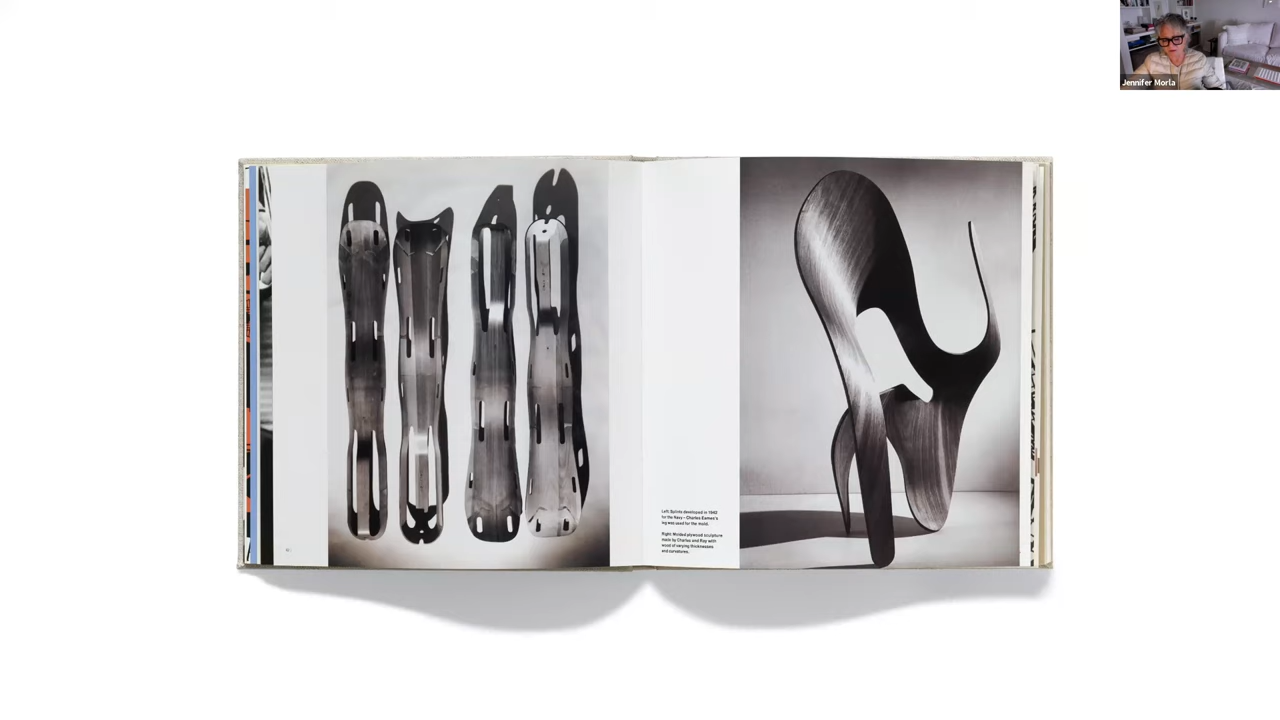 Jennifer Morla
Left: Splints developed in 1942
for the Navy – Charles Eames's
leg was used for the mold.
Right: Molded plywood sculpture
made by Charles and Ray with
wood of varying thicknesses
and curvatures.